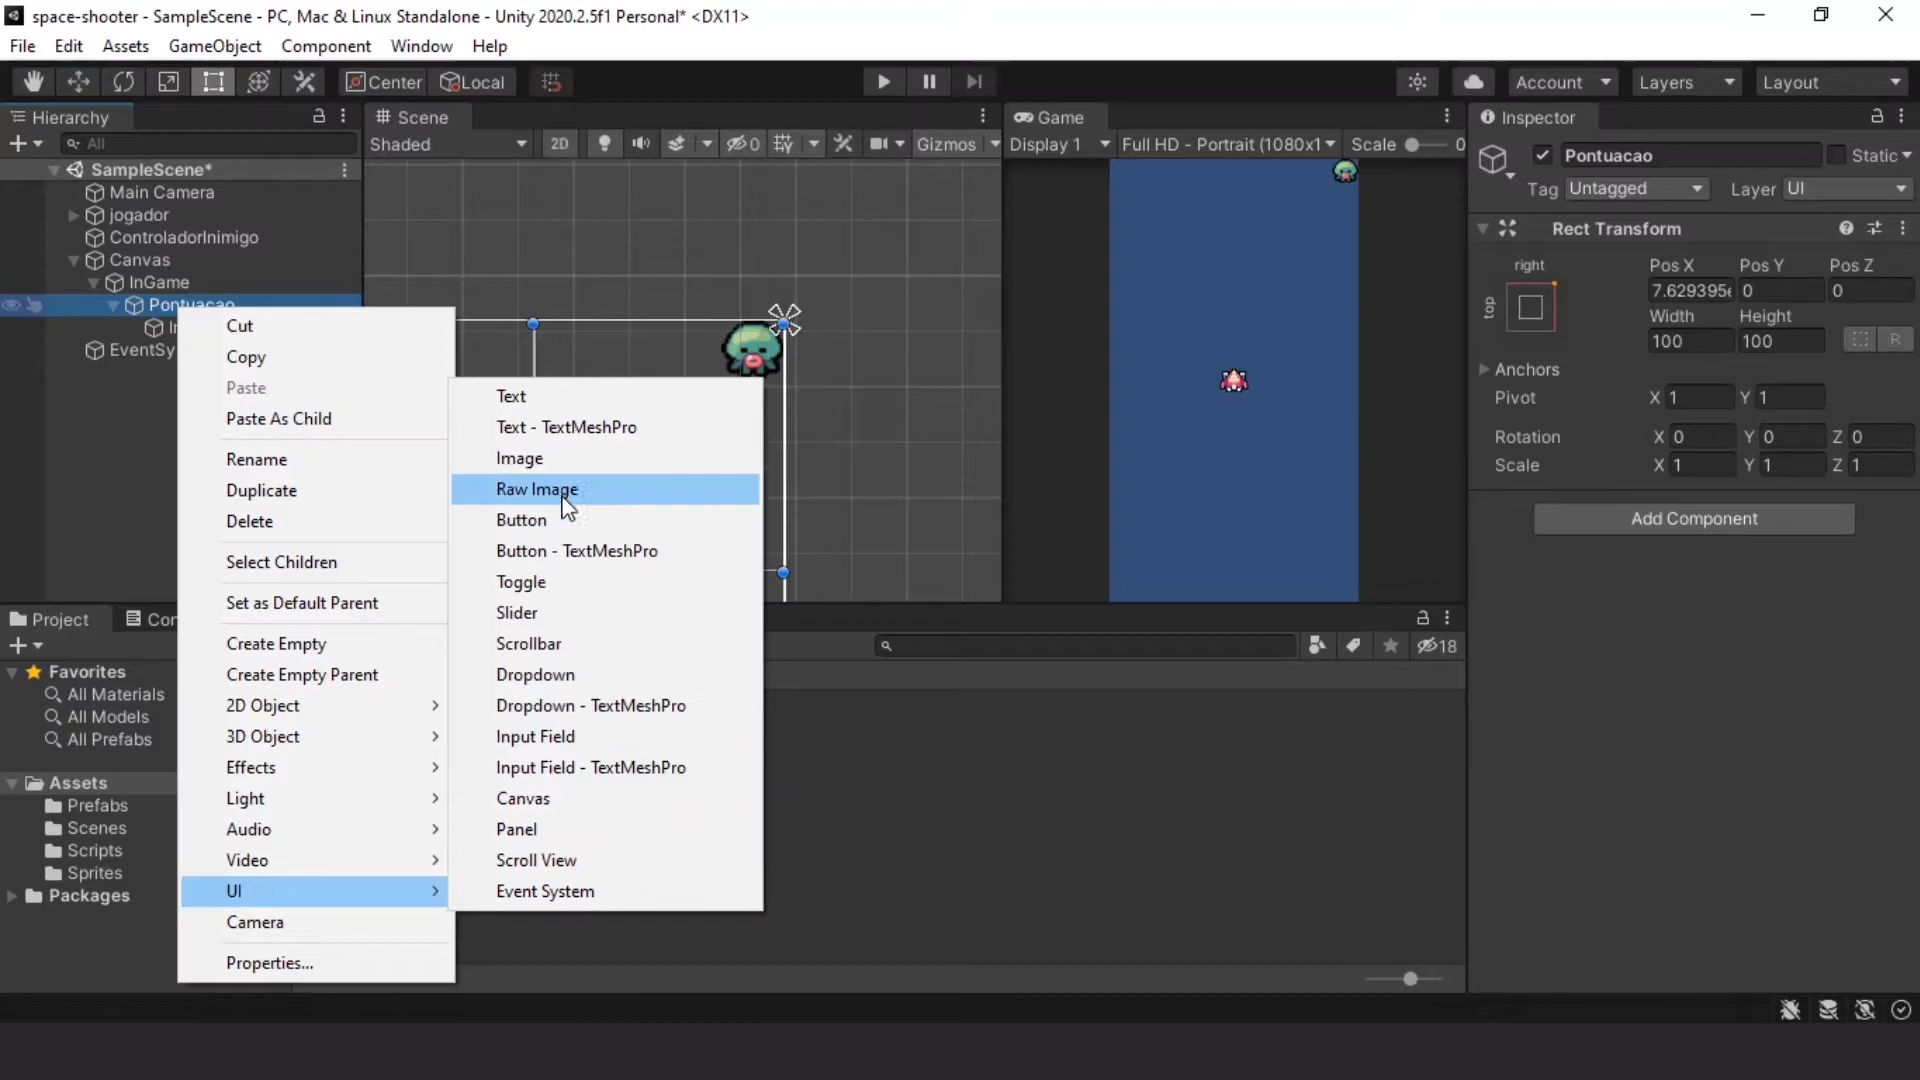 space-shooter - SampleScene - PC, Mac & Linux Standalone - Unity 2020.2.5f1 Personal* <DX11>
File Edit Assets GameObject Component Window Help
Center Local Account Layers Layout
Hierarchy
All
SampleScene*
Main Camera
jogador
ControladorInimigo
Canvas
InGame
Pontuacao
EventSy
Scene
Shaded 2D 0 Gizmos
Game
Display 1 Full HD - Portrait (1080x1 Scale 0
Inspector
Pontuacao Static
Tag Untagged Layer UI
Rect Transform
right
top
Pos X Pos Y Pos Z
7.629395e 0 0
Width Height
100 100 R
Anchors
Pivot X 1 Y 1
Rotation X 0 Y 0 Z 0
Scale X 1 Y 1 Z 1
Add Component
Cut
Copy
Paste
Paste As Child
Rename
Duplicate
Delete
Select Children
Set as Default Parent
Create Empty
Create Empty Parent
2D Object
3D Object
Effects
Light
Audio
Video
UI
Camera
Properties...
Text
Text - TextMeshPro
Image
Raw Image
Button
Button - TextMeshPro
Toggle
Slider
Scrollbar
Dropdown
Dropdown - TextMeshPro
Input Field
Input Field - TextMeshPro
Canvas
Panel
Scroll View
Event System
Project Con
18
Favorites
All Materials
All Models
All Prefabs
Assets
Prefabs
Scenes
Scripts
Sprites
Packages